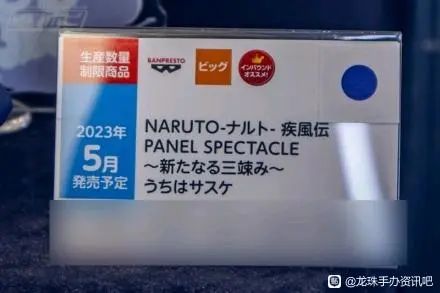 生産数量
制限商品
BANPRESTO
ビッグ
インバウンド
オススメ!
2023年
5月
発売予定
NARUTO-ナルト- 疾風伝
PANEL SPECTACLE
~新たなる三竦み~
うちはサスケ
@龙珠手办资讯吧